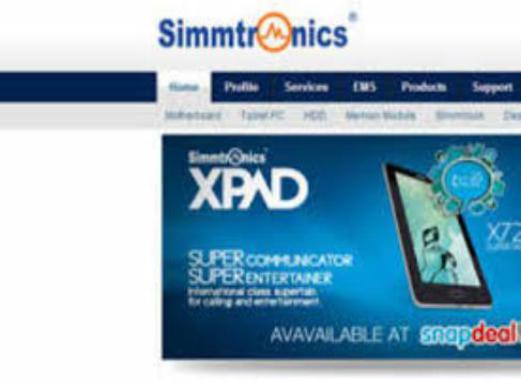 Simmtronics®
Home Profile Services EMS Products Support
Motherboard Tablet PC HDD Memory Module Simmtronics
Simmtronics
XPAD
X72
SUPER COMMUNICATOR
SUPER ENTERTAINER
International class supertab,
for calling and entertainment.
AVAVAILABLE AT snapdeal